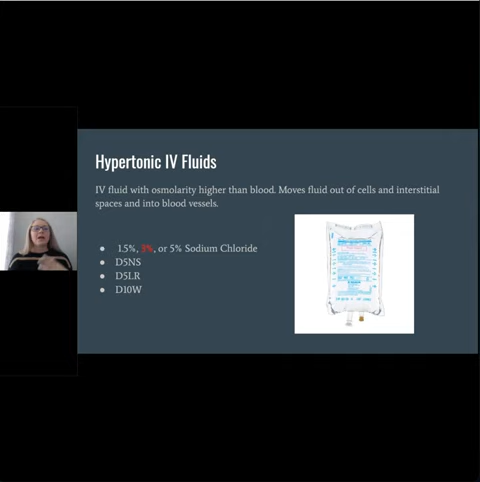 Hypertonic IV Fluids
IV fluid with osmolarity higher than blood. Moves fluid out of cells and interstitial
spaces and into blood vessels.
1.5%, 3%, or 5% Sodium Chloride
D5NS
D5LR
D10W